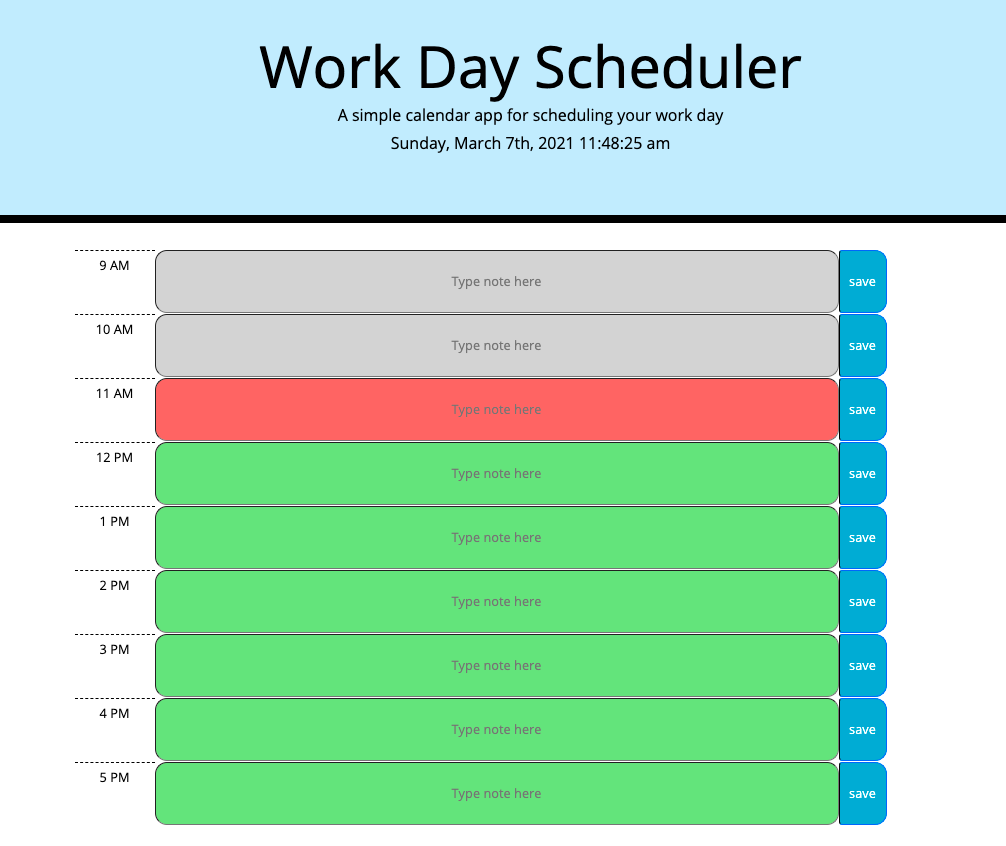 Work Day Scheduler
A simple calendar app for scheduling your work day
Sunday, March 7th, 2021 11:48:25 am
9 AM Type note here save
10 AM Type note here save
11 AM Type note here save
12 PM Type note here save
1 PM Type note here save
2 PM Type note here save
3 PM Type note here save
4 PM Type note here save
5 PM Type note here save